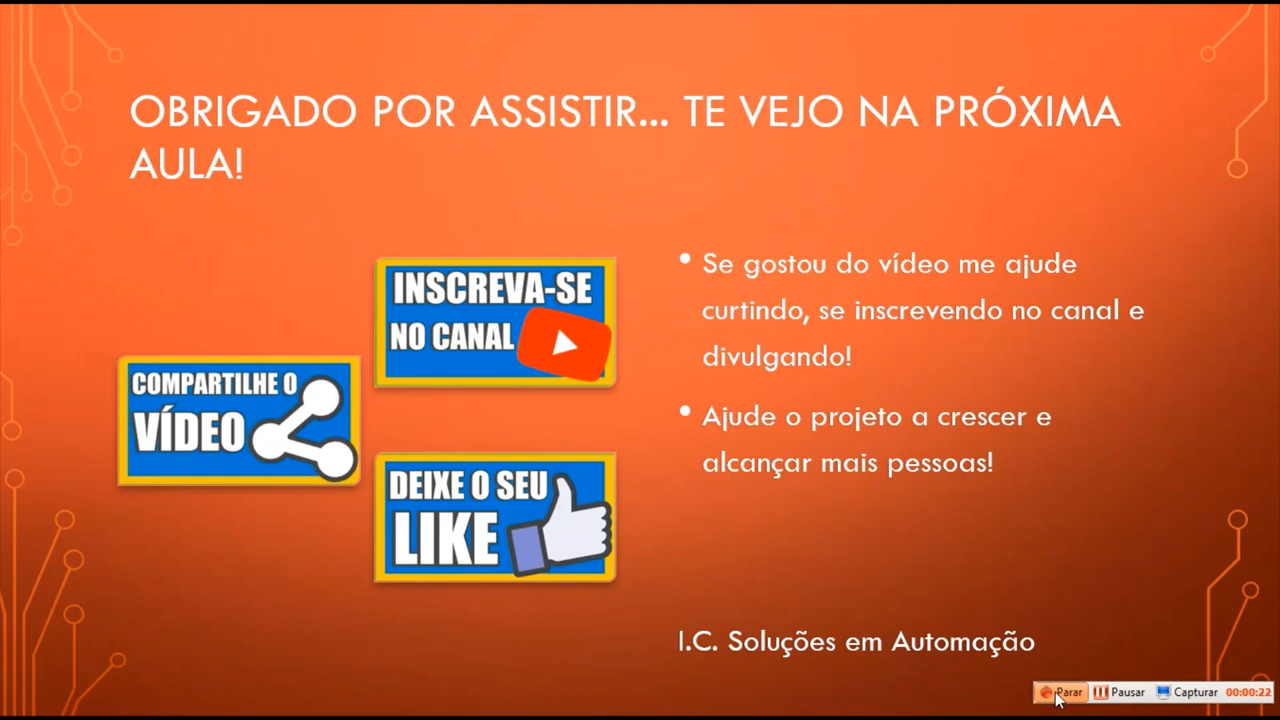 OBRIGADO POR ASSISTIR... TE VEJO NA PRÓXIMA
AULA!
INSCREVA-SE
NO CANAL
COMPARTILHE O
VÍDEO
DEIXE O SEU
LIKE
• Se gostou do vídeo me ajude
curtindo, se inscrevendo no canal e
divulgando!
• Ajude o projeto a crescer e
alcançar mais pessoas!
I.C. Soluções em Automação
Parar Pausar Capturar 00:00:22